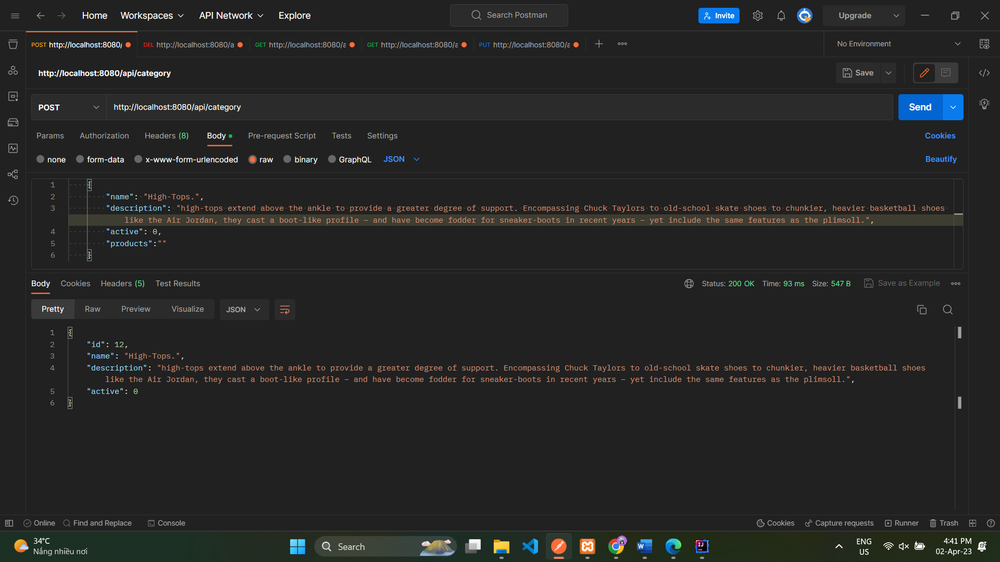 Home Workspaces API Network Explore Search Postman Invite Upgrade
POST http://localhost:8080/ DEL http://localhost:8080/a GET http://localhost:8080/a GET http://localhost:8080/a PUT http://localhost:8080/a No Environment
http://localhost:8080/api/category Save
POST http://localhost:8080/api/category Send
Params Authorization Headers (8) Body Pre-request Script Tests Settings Cookies
none form-data x-www-form-urlencoded raw binary GraphQL JSON Beautify
1 {
2 "name": "High-Tops.",
3 "description": "high-tops extend above the ankle to provide a greater degree of support. Encompassing Chuck Taylors to old-school skate shoes to chunkier, heavier basketball shoes
like the Air Jordan, they cast a boot-like profile – and have become fodder for sneaker-boots in recent years – yet include the same features as the plimsoll.",
4 "active": 0,
5 "products":""
6 }
Body Cookies Headers (5) Test Results Status: 200 OK Time: 93 ms Size: 547 B Save as Example
Pretty Raw Preview Visualize JSON
1 {
2 "id": 12,
3 "name": "High-Tops.",
4 "description": "high-tops extend above the ankle to provide a greater degree of support. Encompassing Chuck Taylors to old-school skate shoes to chunkier, heavier basketball shoes
like the Air Jordan, they cast a boot-like profile – and have become fodder for sneaker-boots in recent years – yet include the same features as the plimsoll.",
5 "active": 0
6 }
Online Find and Replace Console Cookies Capture requests Runner Trash
34°C
Nắng nhiều nơi
Search
ENG
US
4:41 PM
02-Apr-23